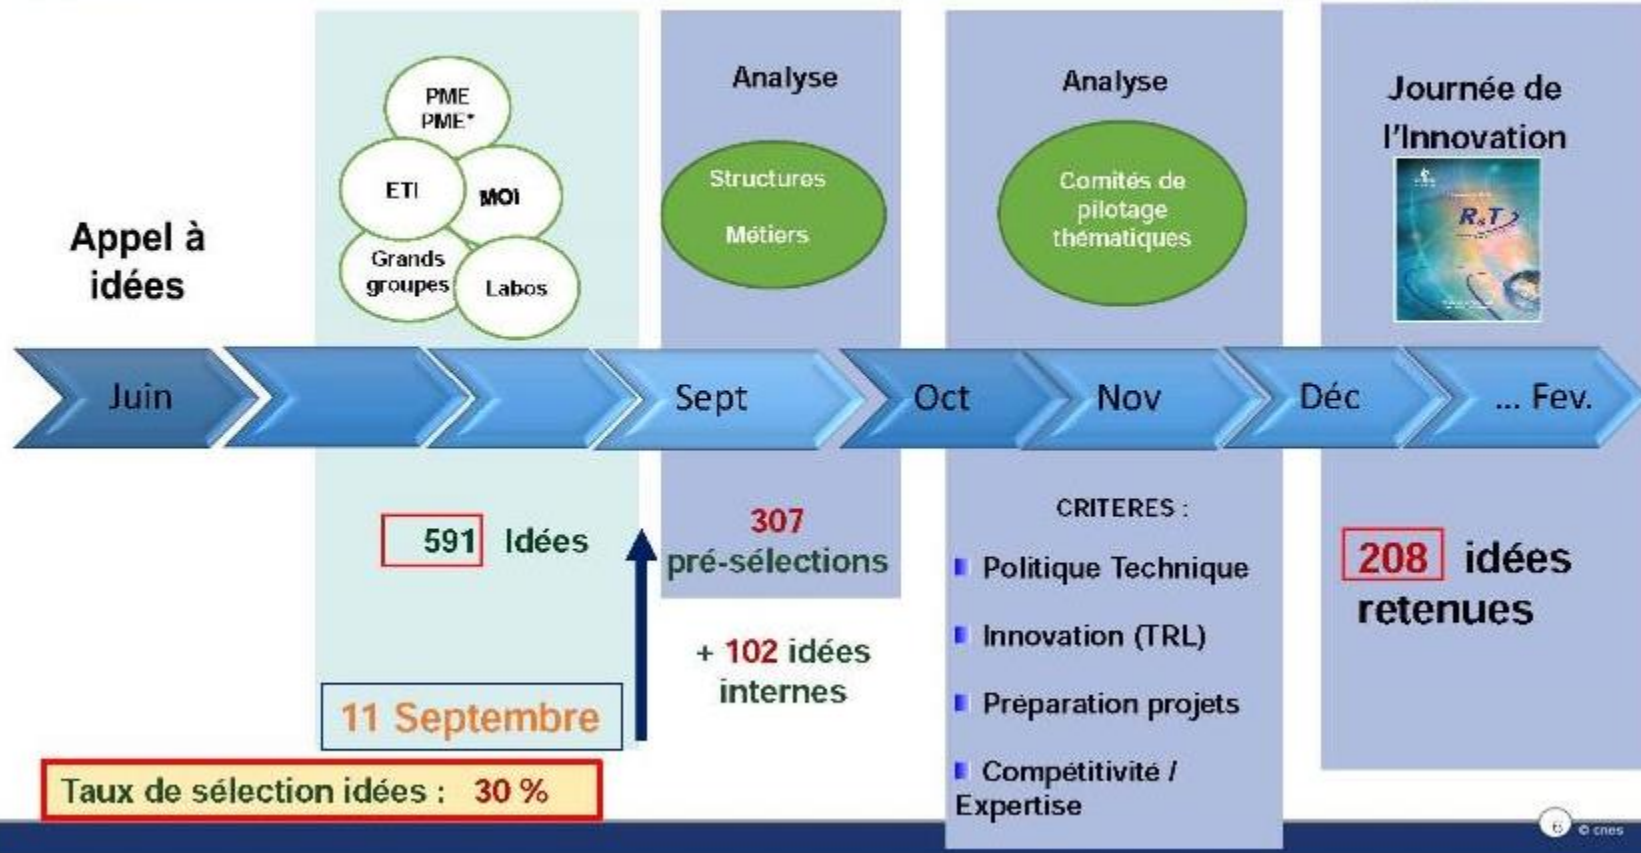 Appel à
idées
PME
PME*
ETI
MOI
Grands
groupes
Labos
Analyse
Structures
Métiers
Analyse
Comités de
pilotage
thématiques
Journée de
l'Innovation
R&T
Juin
Sept
Oct
Nov
Déc
... Fev.
591 Idées
11 Septembre
Taux de sélection idées : 30 %
307
pré-sélections
+ 102 idées
internes
CRITERES :
Politique Technique
Innovation (TRL)
Préparation projets
Compétitivité /
Expertise
208 idées
retenues
6 © cnes